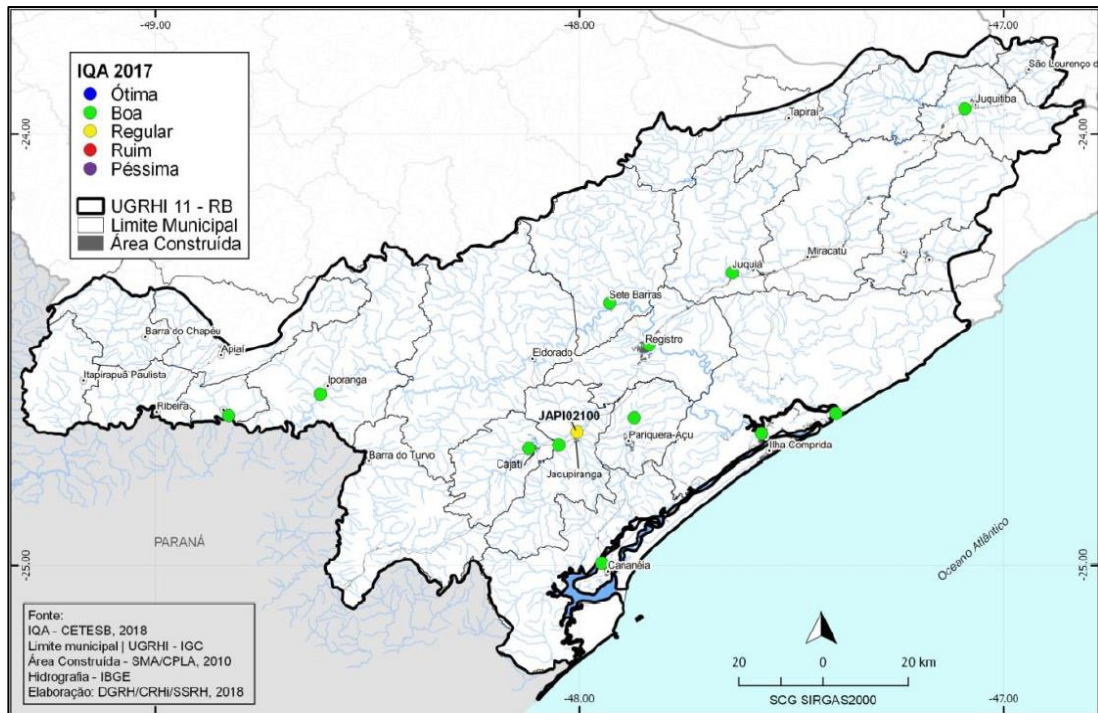 -49.00
-48.00
-47.00
IQA 2017
Ótima
Boa
Regular
Ruim
Péssima
UGRHI 11 - RB
Limite Municipal
Área Construída
São Lourenço d
Juquitiba
Tapiraí
-24.00
-24.00
Miracatu
Juquiá
Sete Barras
Registro
Barra do Chapéu
Apiaí
Eldorado
Itapirapuã Paulista
Iporanga
Ribeira
JAPI02100
Pariquera-Açu
Ilha Comprida
Barra do Turvo
Cajati
Jacupiranga
PARANÁ
Oceano Atlântico
-25.00
Cananéia
-25.00
Fonte:
IQA - CETESB, 2018
Limite municipal | UGRHI - IGC
Área Construída - SMA/CPLA, 2010
Hidrografia - IBGE
Elaboração: DGRH/CRHi/SSRH, 2018
20 0 20 km
SCG SIRGAS2000
-49.00
-48.00
-47.00